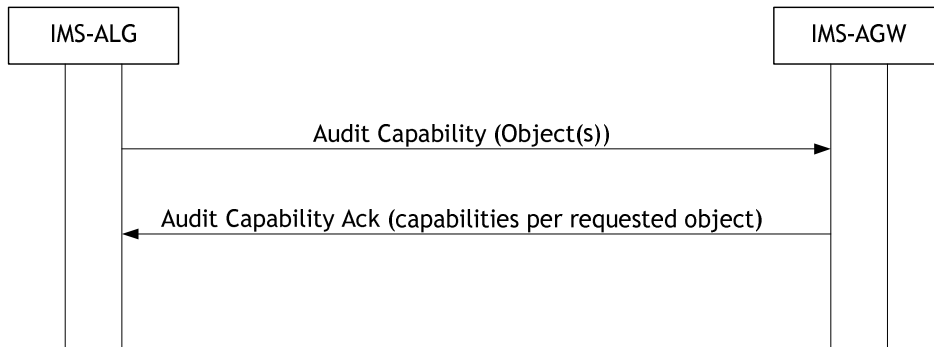 IMS-ALG
IMS-AGW
Audit Capability (Object(s))
Audit Capability Ack (capabilities per requested object)